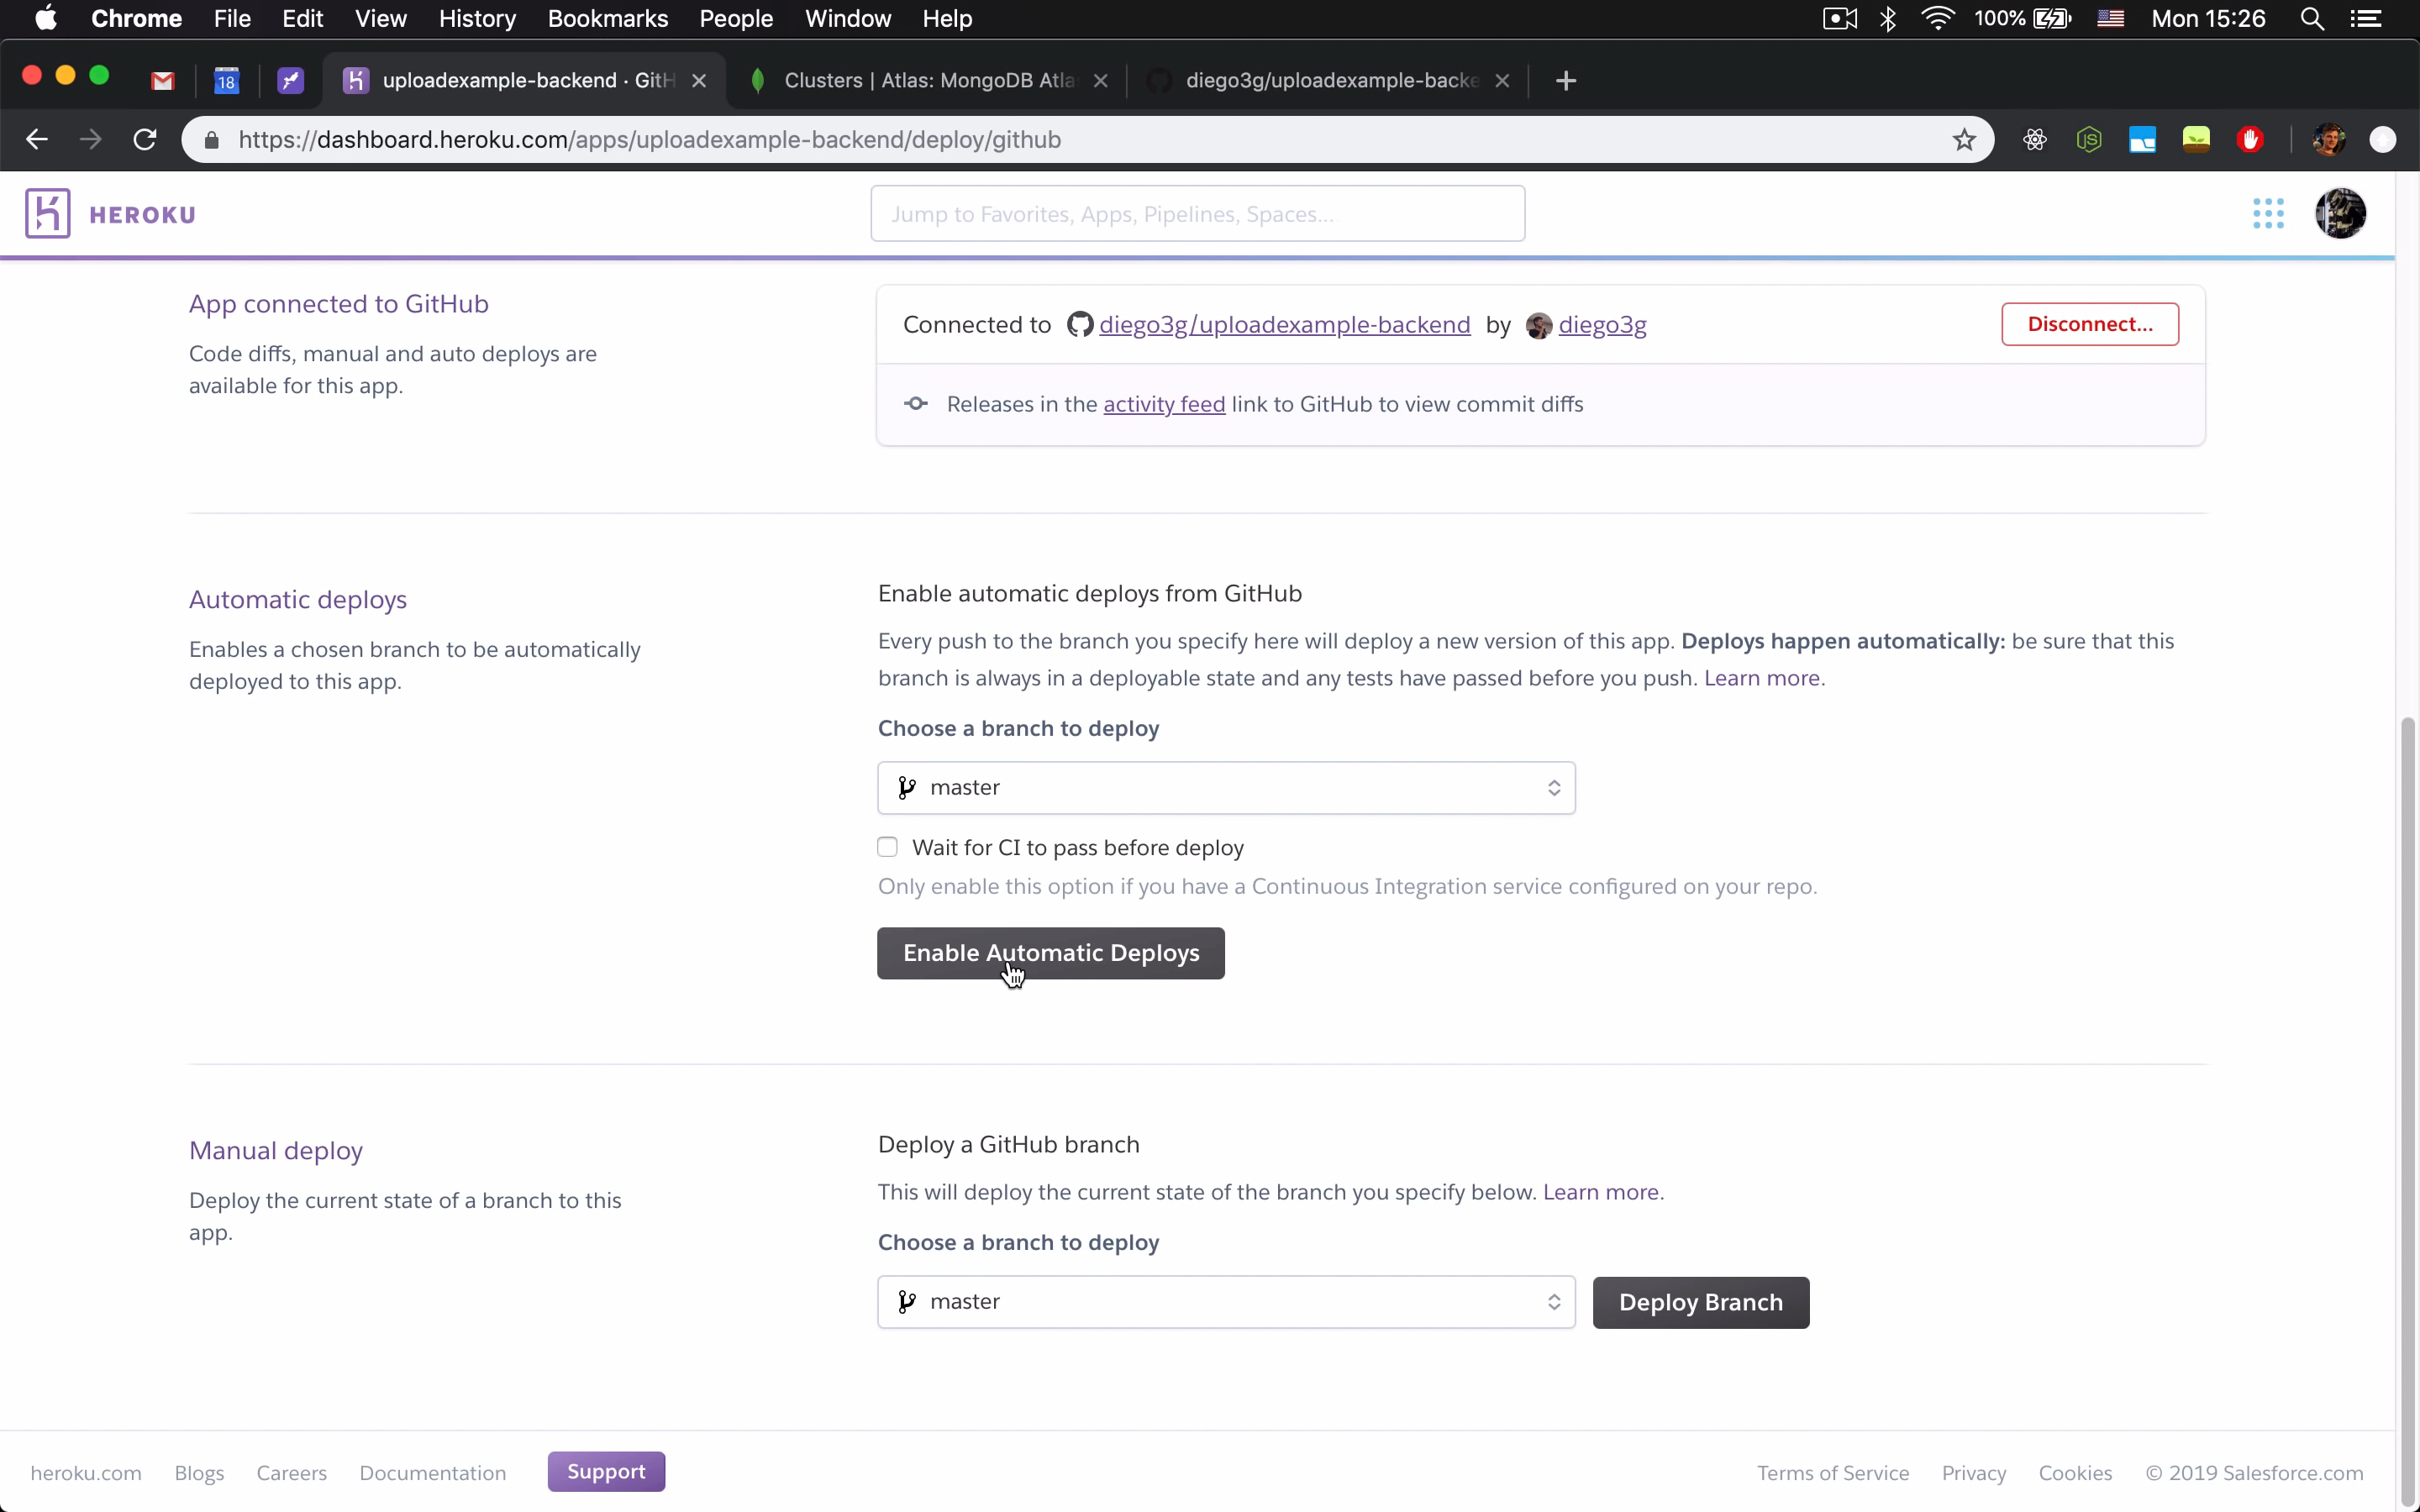 Chrome File Edit View History Bookmarks People Window Help 100% Mon 15:26
18 uploadexample-backend · GitH Clusters | Atlas: MongoDB Atla diego3g/uploadexample-backe
https://dashboard.heroku.com/apps/uploadexample-backend/deploy/github
HEROKU Jump to Favorites, Apps, Pipelines, Spaces...
App connected to GitHub
Code diffs, manual and auto deploys are
available for this app.
Connected to diego3g/uploadexample-backend by diego3g Disconnect...
Releases in the activity feed link to GitHub to view commit diffs
Automatic deploys
Enables a chosen branch to be automatically
deployed to this app.
Enable automatic deploys from GitHub
Every push to the branch you specify here will deploy a new version of this app. Deploys happen automatically: be sure that this
branch is always in a deployable state and any tests have passed before you push. Learn more.
Choose a branch to deploy
master
Wait for CI to pass before deploy
Only enable this option if you have a Continuous Integration service configured on your repo.
Enable Automatic Deploys
Manual deploy
Deploy the current state of a branch to this
app.
Deploy a GitHub branch
This will deploy the current state of the branch you specify below. Learn more.
Choose a branch to deploy
master Deploy Branch
heroku.com Blogs Careers Documentation Support Terms of Service Privacy Cookies © 2019 Salesforce.com